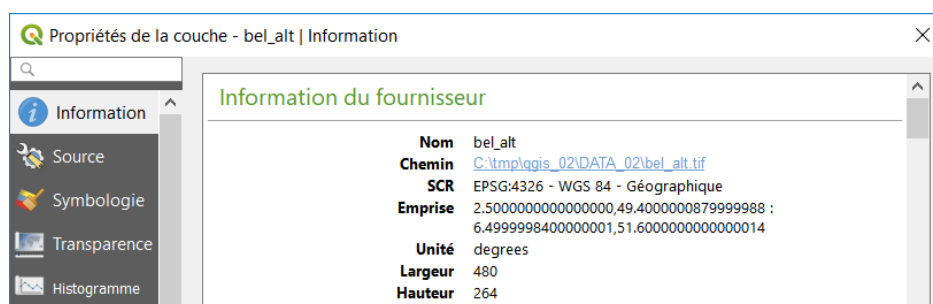 Propriétés de la couche - bel_alt | Information
Information
Source
Symbologie
Transparence
Histogramme
Information du fournisseur
Nom bel_alt
Chemin C:\tmp\qgis_02\DATA_02\bel_alt.tif
SCR EPSG:4326 - WGS 84 - Géographique
Emprise 2.5000000000000000,49.4000000879999988 :
6.4999998400000001,51.6000000000000014
Unité degrees
Largeur 480
Hauteur 264